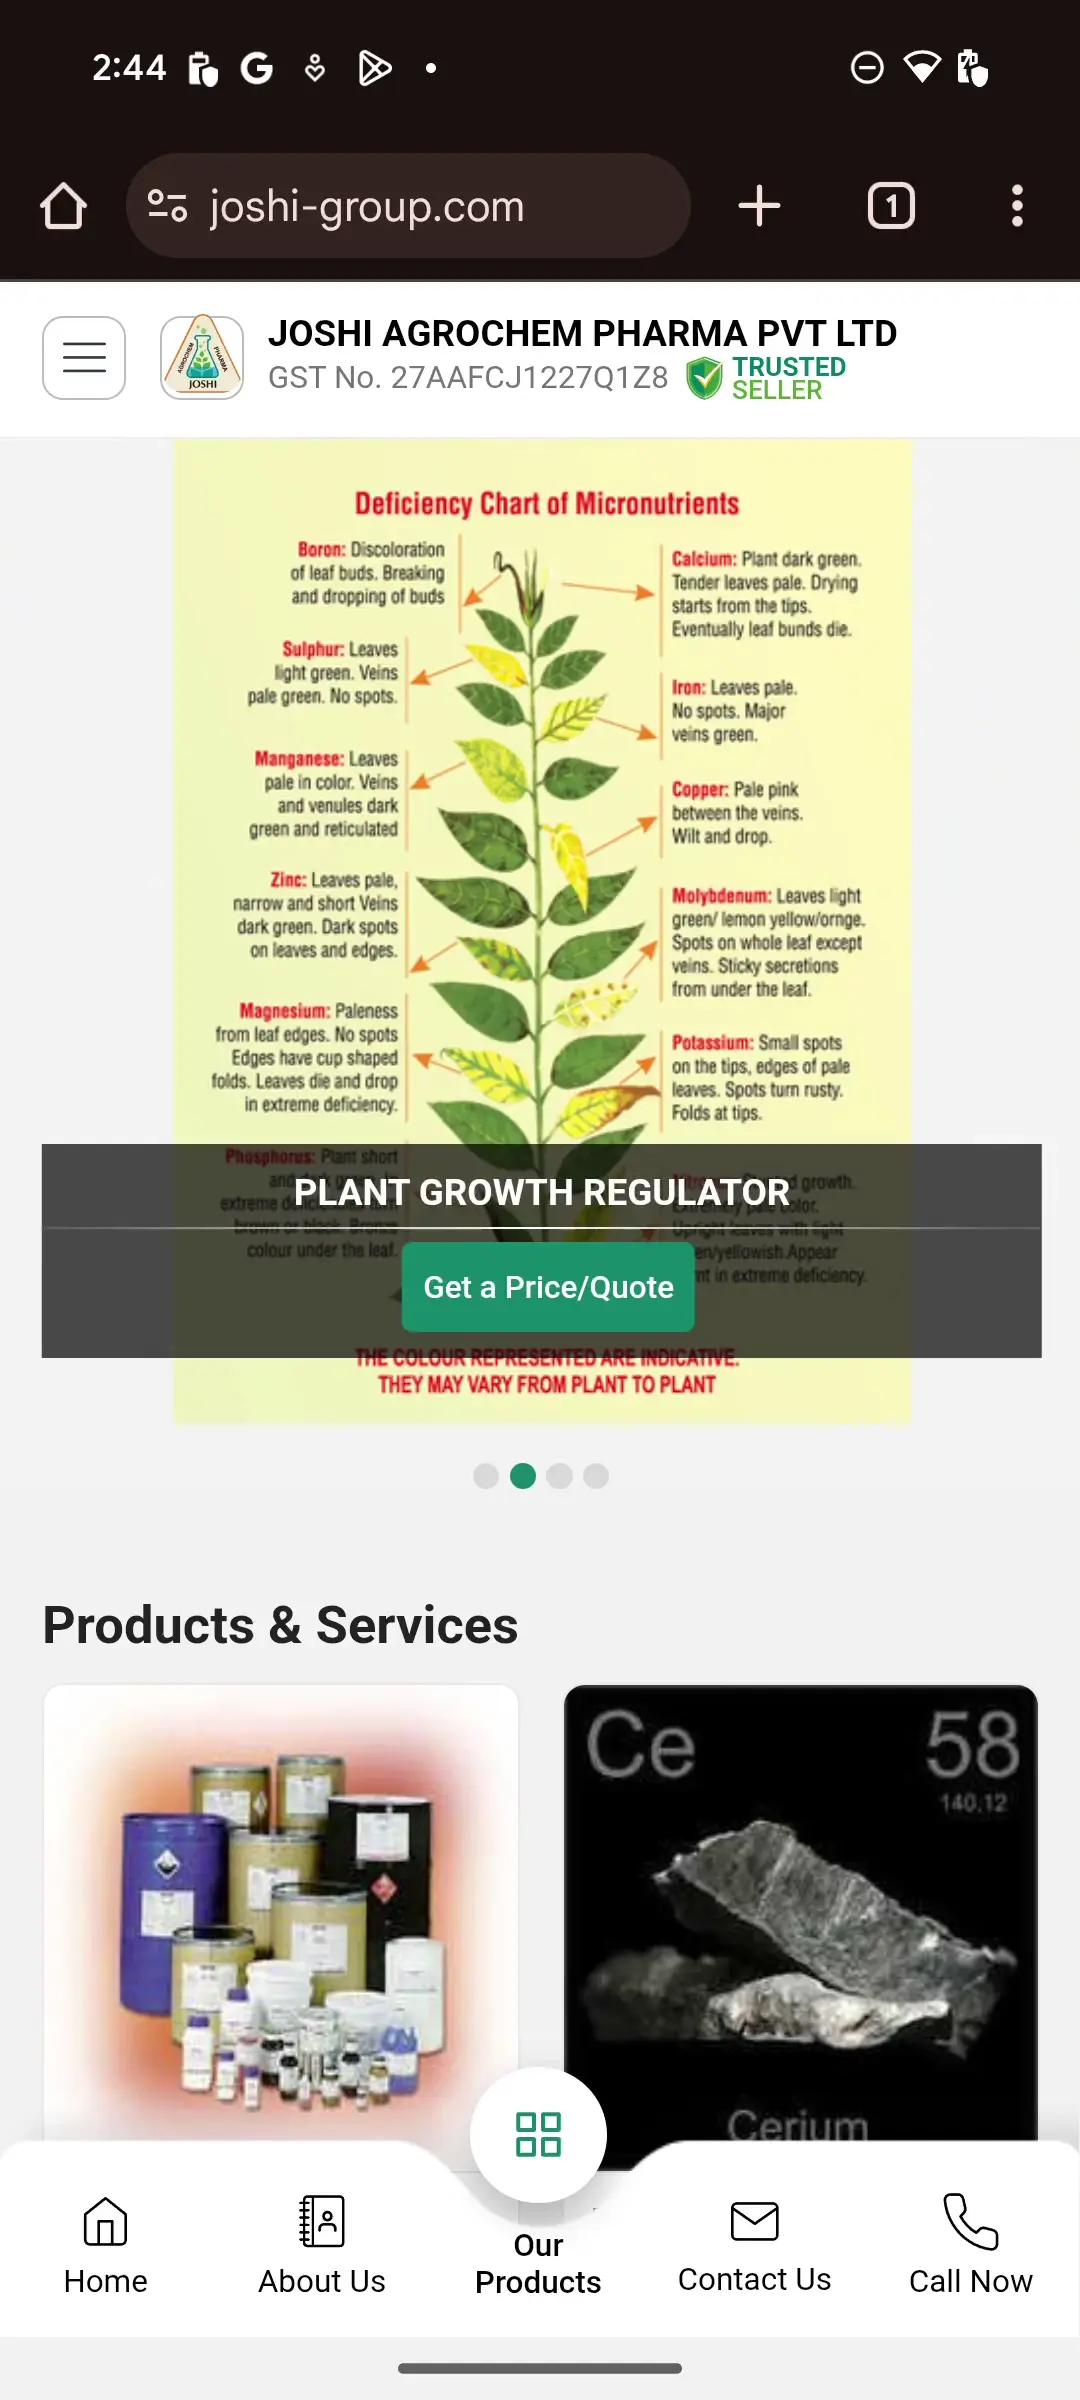 2:44
joshi-group.com
1
JOSHI AGROCHEM PHARMA PVT LTD
GST No. 27AAFCJ1227Q1Z8
TRUSTED
SELLER
AGROCHEM
PHARMA
JOSHI
Deficiency Chart of Micronutrients
Boron: Discoloration
of leaf buds. Breaking
and dropping of buds
Sulphur: Leaves
light green. Veins
pale green. No spots.
Manganese: Leaves
pale in color. Veins
and venules dark
green and reticulated
Zinc: Leaves pale,
narrow and short Veins
dark green. Dark spots
on leaves and edges.
Magnesium: Paleness
from leaf edges. No spots
Edges have cup shaped
folds. Leaves die and drop
in extreme deficiency.
Phosphorus: Plant short
and dark green. In
extreme deficiencies turn
brown or black. Bronze
colour under the leaf.
Calcium: Plant dark green.
Tender leaves pale. Drying
starts from the tips.
Eventually leaf bunds die.
Iron: Leaves pale.
No spots. Major
veins green.
Copper: Pale pink
between the veins.
Wilt and drop.
Molybdenum: Leaves light
green/ lemon yellow/ornge.
Spots on whole leaf except
veins. Sticky secretions
from under the leaf.
Potassium: Small spots
on the tips, edges of pale
leaves. Spots turn rusty.
Folds at tips.
growth.
Extremely pale color.
Upright leaves with light
en/yellowish.Appear
nt in extreme deficiency.
PLANT GROWTH REGULATOR
Get a Price/Quote
THE COLOUR REPRESENTED ARE INDICATIVE.
THEY MAY VARY FROM PLANT TO PLANT
Products & Services
Ce
58
140.12
Cerium
Home
About Us
Our
Products
Contact Us
Call Now